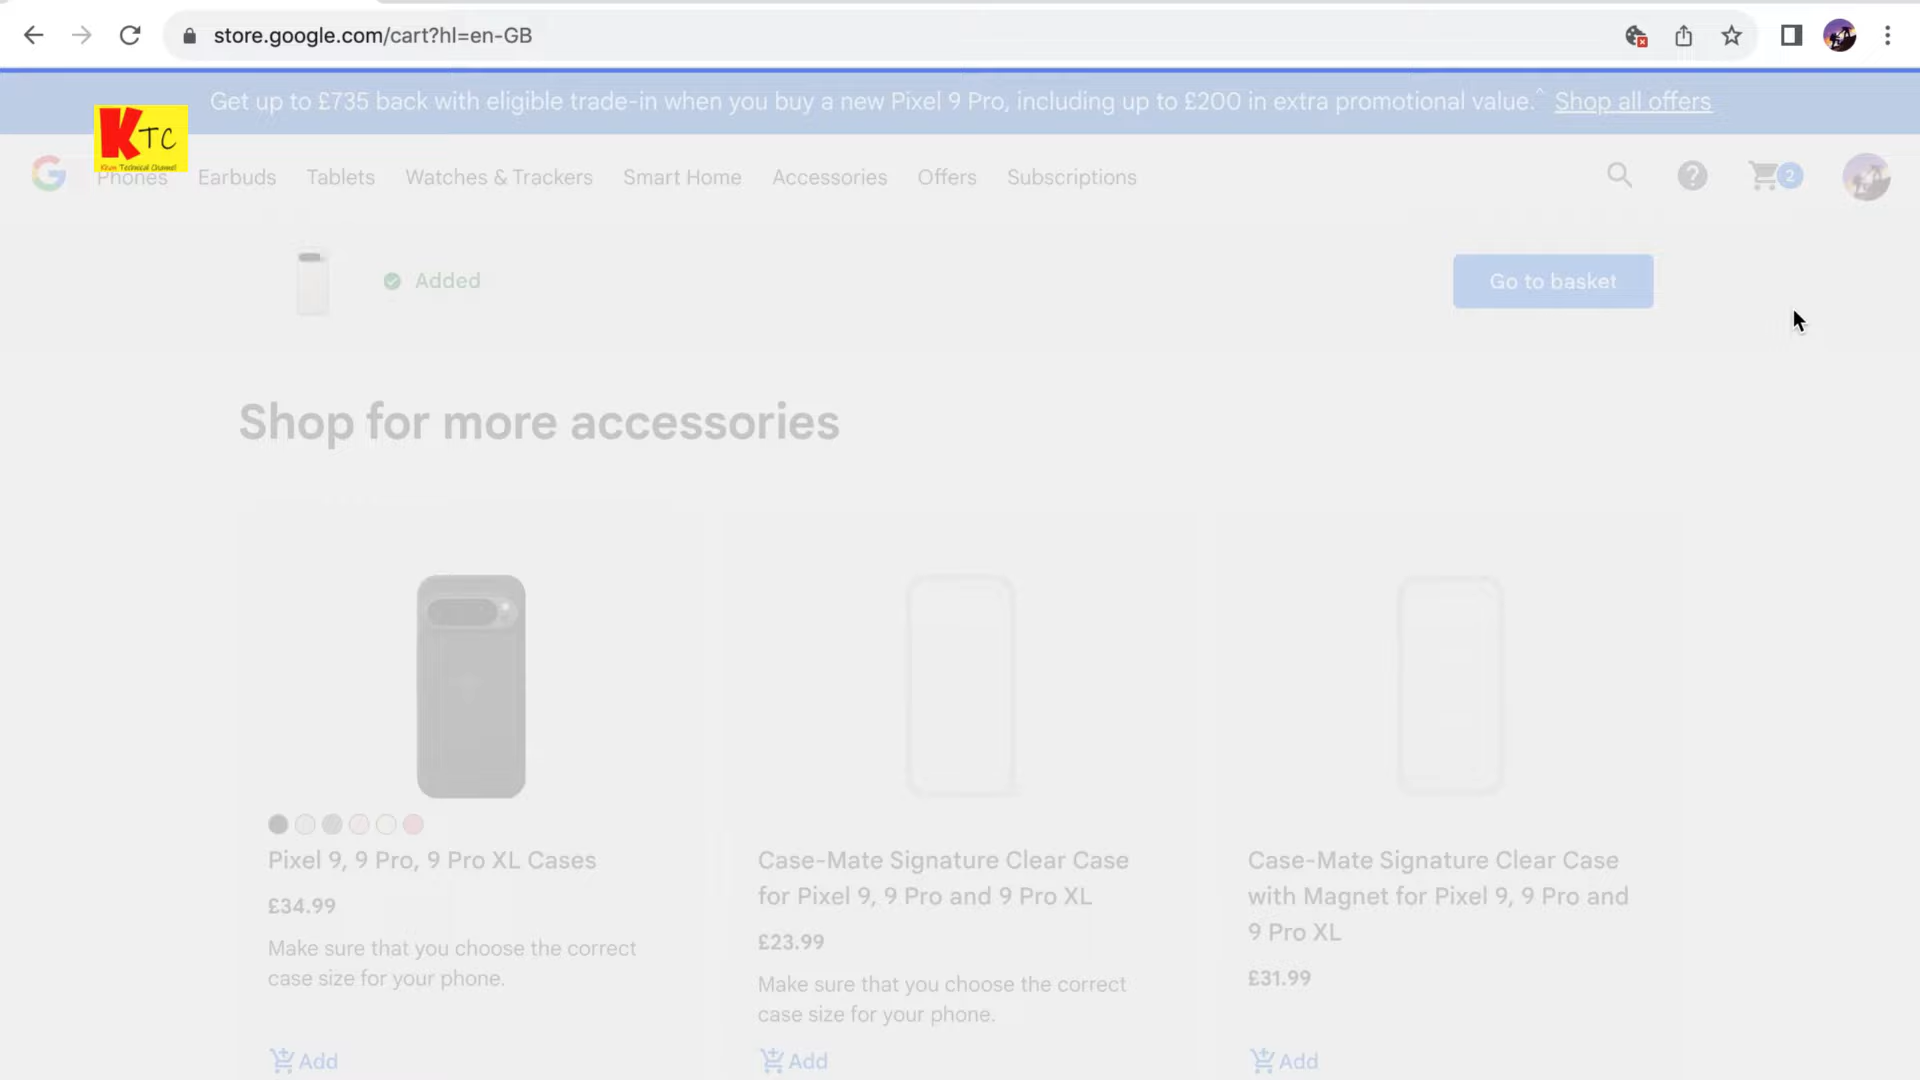 store.google.com/cart?hl=en-GB
Get up to £735 back with eligible trade-in when you buy a new Pixel 9 Pro, including up to £200 in extra promotional value.^ Shop all offers
KTC
Khan Technical Channel
Phones Earbuds Tablets Watches & Trackers Smart Home Accessories Offers Subscriptions 2
Added Go to basket
Shop for more accessories
Pixel 9, 9 Pro, 9 Pro XL Cases
£34.99
Make sure that you choose the correct
case size for your phone.
Add
Case-Mate Signature Clear Case
for Pixel 9, 9 Pro and 9 Pro XL
£23.99
Make sure that you choose the correct
case size for your phone.
Add
Case-Mate Signature Clear Case
with Magnet for Pixel 9, 9 Pro and
9 Pro XL
£31.99
Add